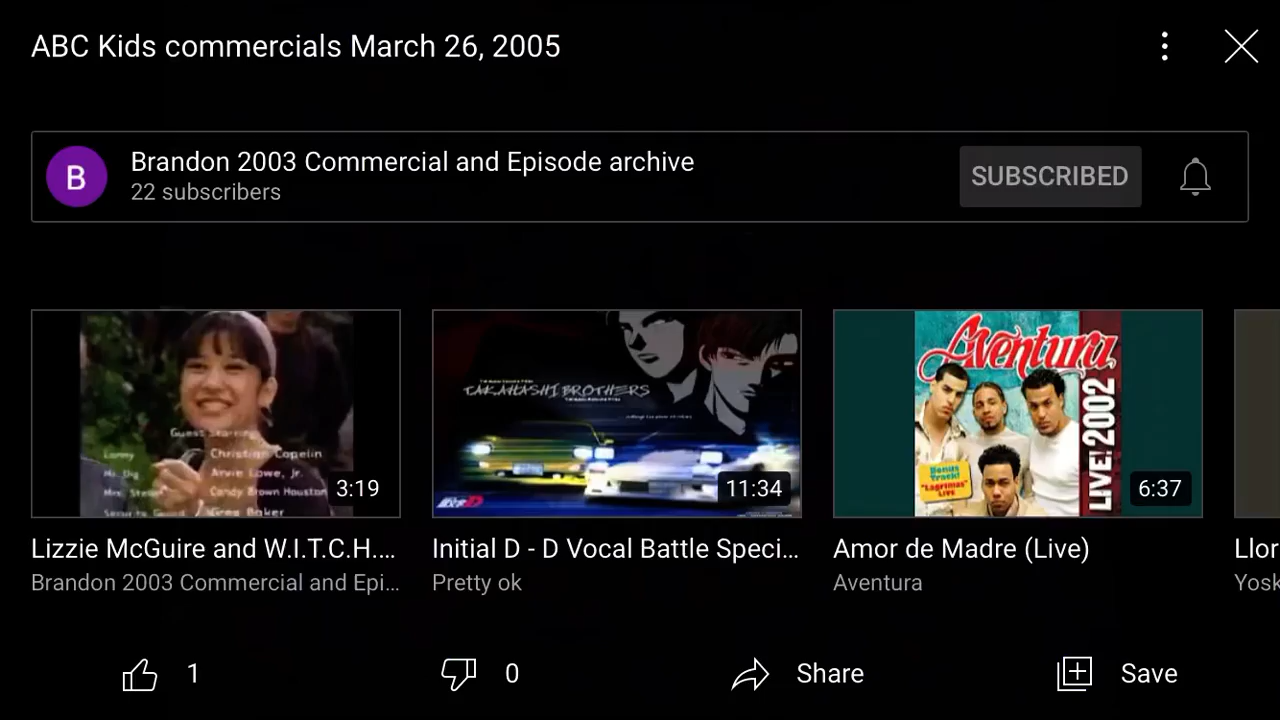 ABC Kids commercials March 26, 2005
B
Brandon 2003 Commercial and Episode archive
22 subscribers
SUBSCRIBED
Guest Starring
Lanny Christian Copelin
Mr. Dig Arvie Lowe, Jr.
Candy Brown Houston
Greg Baker
3:19
TAKAHASHI BROTHERS
11:34
Aventura
LIVE! 2002
Bonus
Track!
"Lagrimas"
LIVE
6:37
Lizzie McGuire and W.I.T.C.H....
Brandon 2003 Commercial and Epi...
Initial D - D Vocal Battle Speci...
Pretty ok
Amor de Madre (Live)
Aventura
Llor
Yosk
1
0
Share
Save